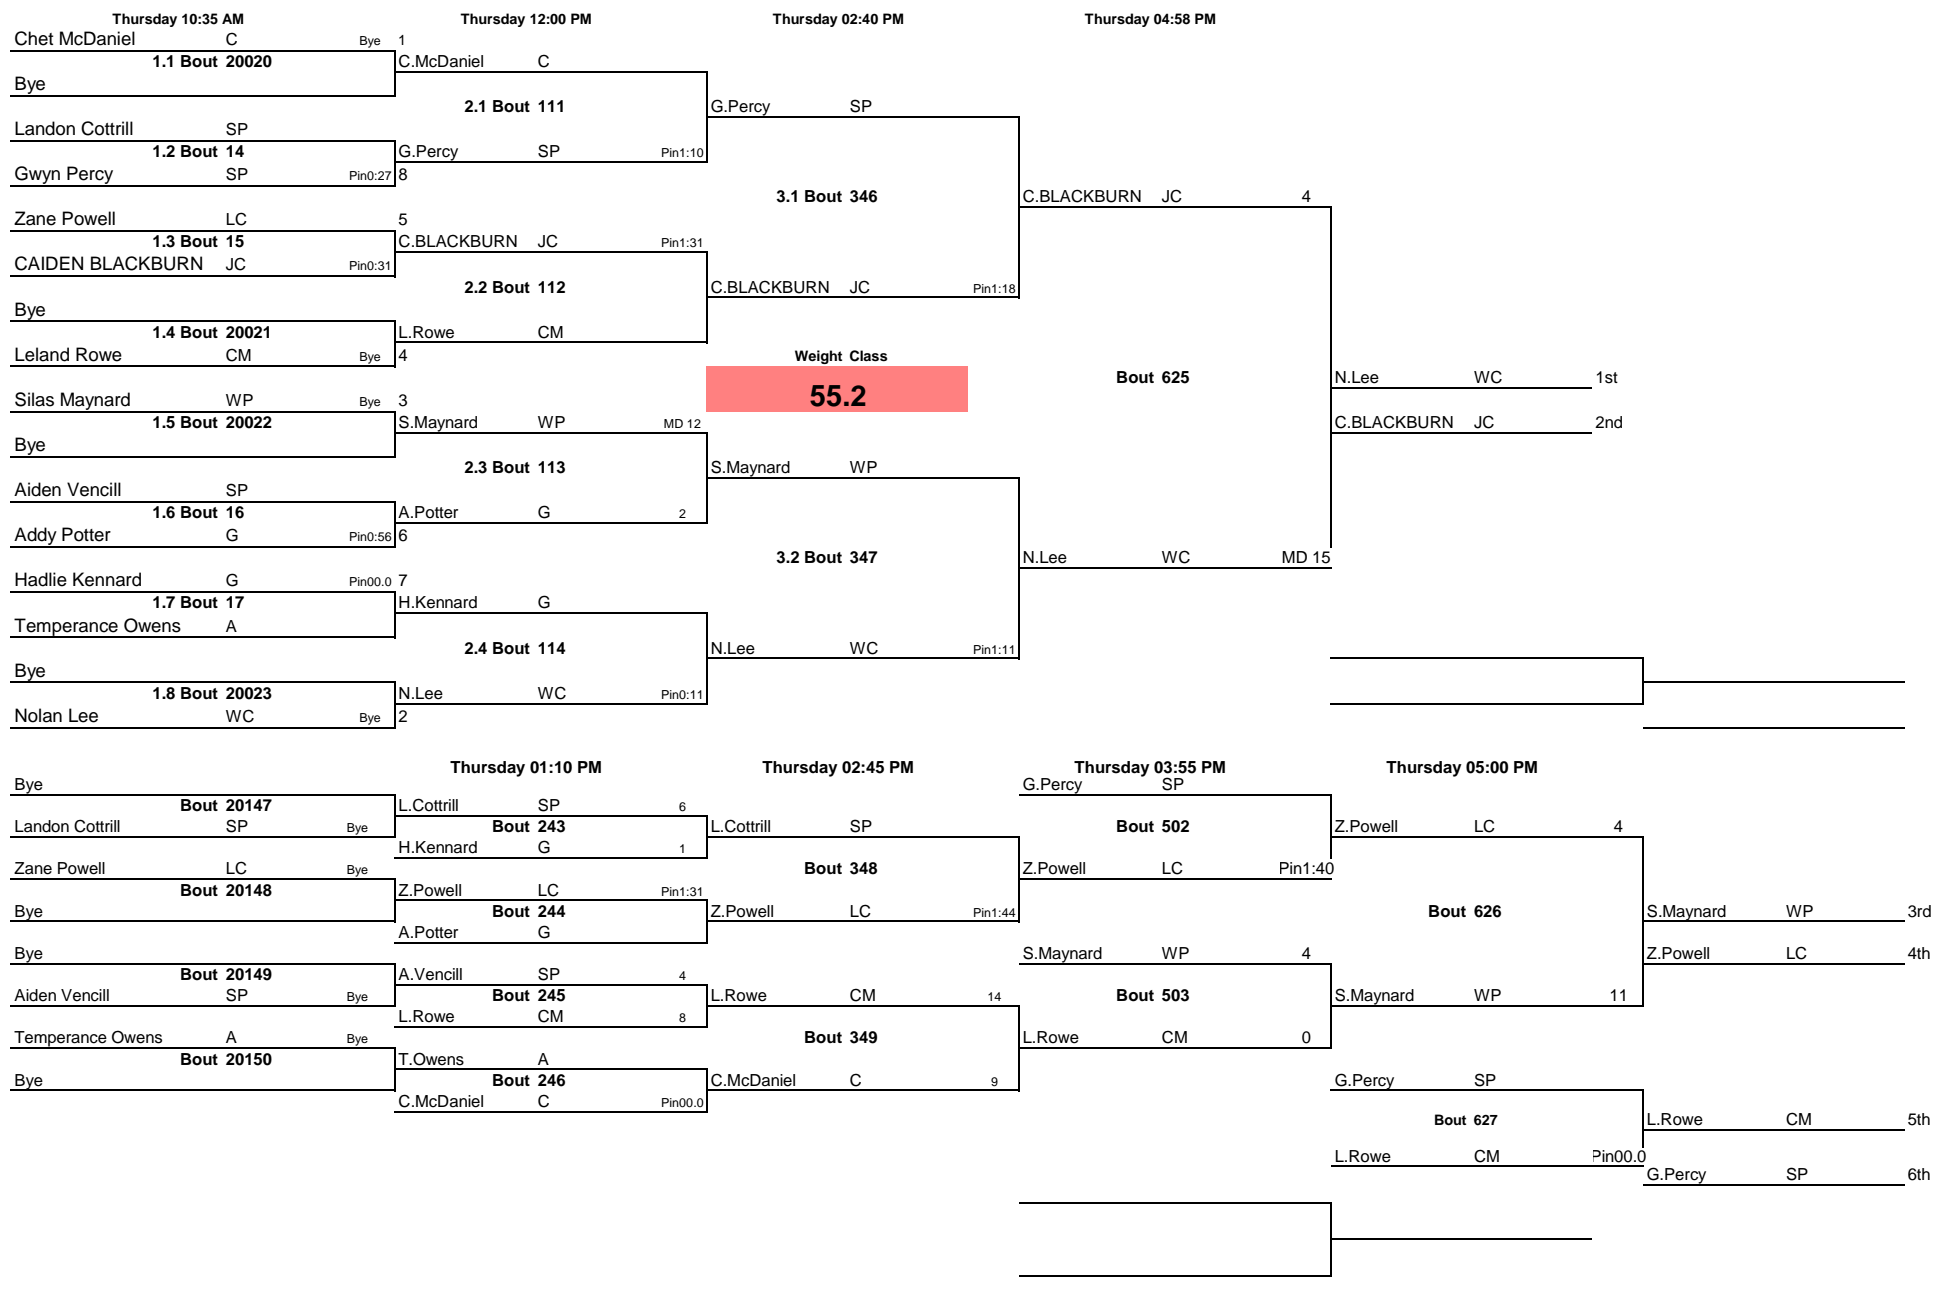 Thursday 10:35 AM Thursday 12:00 PM Thursday 02:40 PM Thursday 04:58 PM
Chet McDaniel C Bye 1
1.1 Bout 20020 C.McDaniel C
Bye
2.1 Bout 111 G.Percy SP
Landon Cottrill SP
1.2 Bout 14 G.Percy SP Pin1:10
Gwyn Percy SP Pin0:27 8
3.1 Bout 346 C.BLACKBURN JC 4
Zane Powell LC 5
1.3 Bout 15 C.BLACKBURN JC Pin1:31
CAIDEN BLACKBURN JC Pin0:31
2.2 Bout 112 C.BLACKBURN JC Pin1:18
Bye
1.4 Bout 20021 L.Rowe CM
Leland Rowe CM Bye 4 Weight Class
Bout 625 N.Lee WC 1st
Silas Maynard WP Bye 3 55.2
1.5 Bout 20022 S.Maynard WP MD 12 C.BLACKBURN JC 2nd
Bye
2.3 Bout 113 S.Maynard WP
Aiden Vencill SP
1.6 Bout 16 A.Potter G 2
Addy Potter G Pin0:56 6
3.2 Bout 347 N.Lee WC MD 15
Hadlie Kennard G Pin00.0 7
1.7 Bout 17 H.Kennard G
Temperance Owens A
2.4 Bout 114 N.Lee WC Pin1:11
Bye
1.8 Bout 20023 N.Lee WC Pin0:11
Nolan Lee WC Bye 2
Thursday 01:10 PM Thursday 02:45 PM Thursday 03:55 PM Thursday 05:00 PM
Bye G.Percy SP
Bout 20147 L.Cottrill SP 6
Landon Cottrill SP Bye Bout 243 L.Cottrill SP Bout 502 Z.Powell LC 4
H.Kennard G 1
Zane Powell LC Bye Bout 348 Z.Powell LC Pin1:40
Bout 20148 Z.Powell LC Pin1:31
Bye Bout 244 Z.Powell LC Pin1:44 Bout 626 S.Maynard WP 3rd
A.Potter G
Bye S.Maynard WP 4 Z.Powell LC 4th
Bout 20149 A.Vencill SP 4
Aiden Vencill SP Bye Bout 245 L.Rowe CM 14 Bout 503 S.Maynard WP 11
L.Rowe CM 8
Temperance Owens A Bye Bout 349 L.Rowe CM 0
Bout 20150 T.Owens A
Bye Bout 246 C.McDaniel C 9 G.Percy SP
C.McDaniel C Pin00.0
Bout 627 L.Rowe CM 5th
L.Rowe CM Pin00.0
G.Percy SP 6th